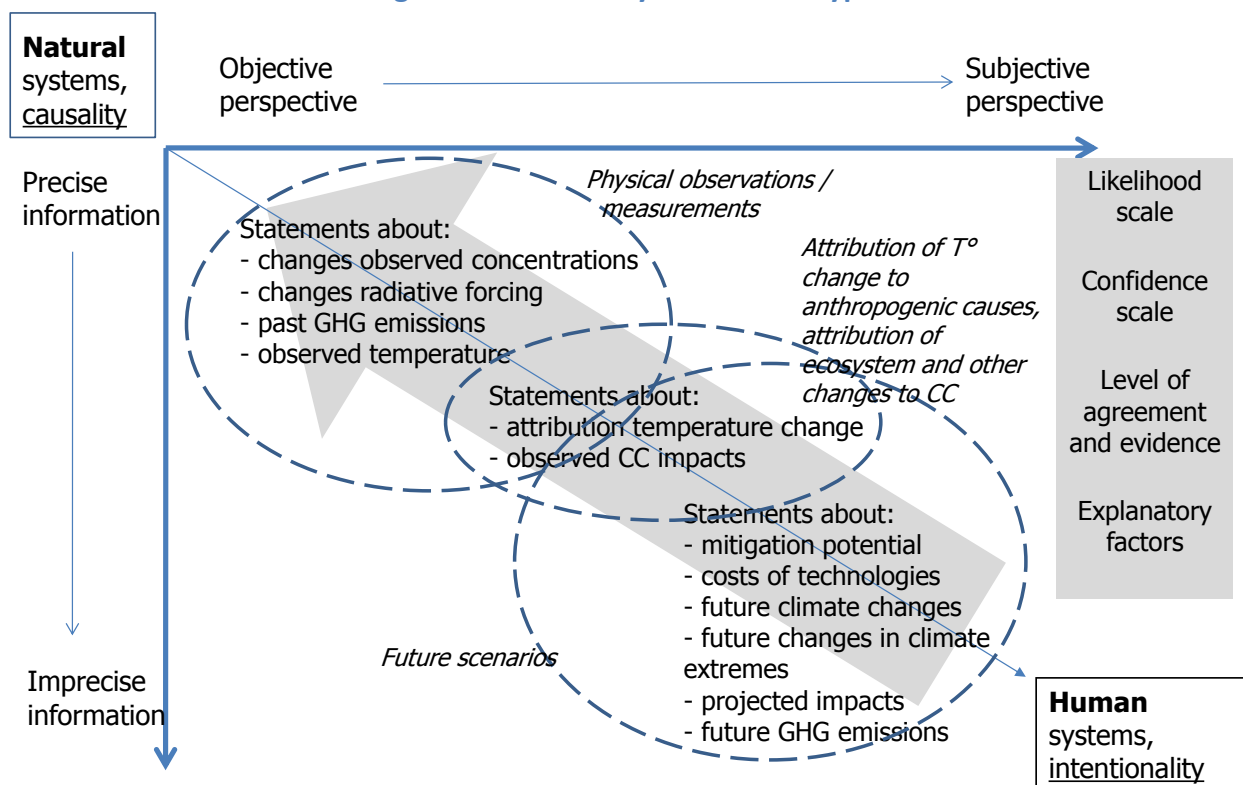 Natural
systems,
causality
Objective
perspective
Subjective
perspective
Precise
information
Imprecise
information
Physical observations /
measurements
Statements about:
- changes observed concentrations
- changes radiative forcing
- past GHG emissions
- observed temperature
Attribution of T°
change to
anthropogenic causes,
attribution of
ecosystem and other
changes to CC
Statements about:
- attribution temperature change
- observed CC impacts
Statements about:
- mitigation potential
- costs of technologies
- future climate changes
- future changes in climate
extremes
- projected impacts
- future GHG emissions
Future scenarios
Likelihood
scale
Confidence
scale
Level of
agreement
and evidence
Explanatory
factors
Human
systems,
intentionality